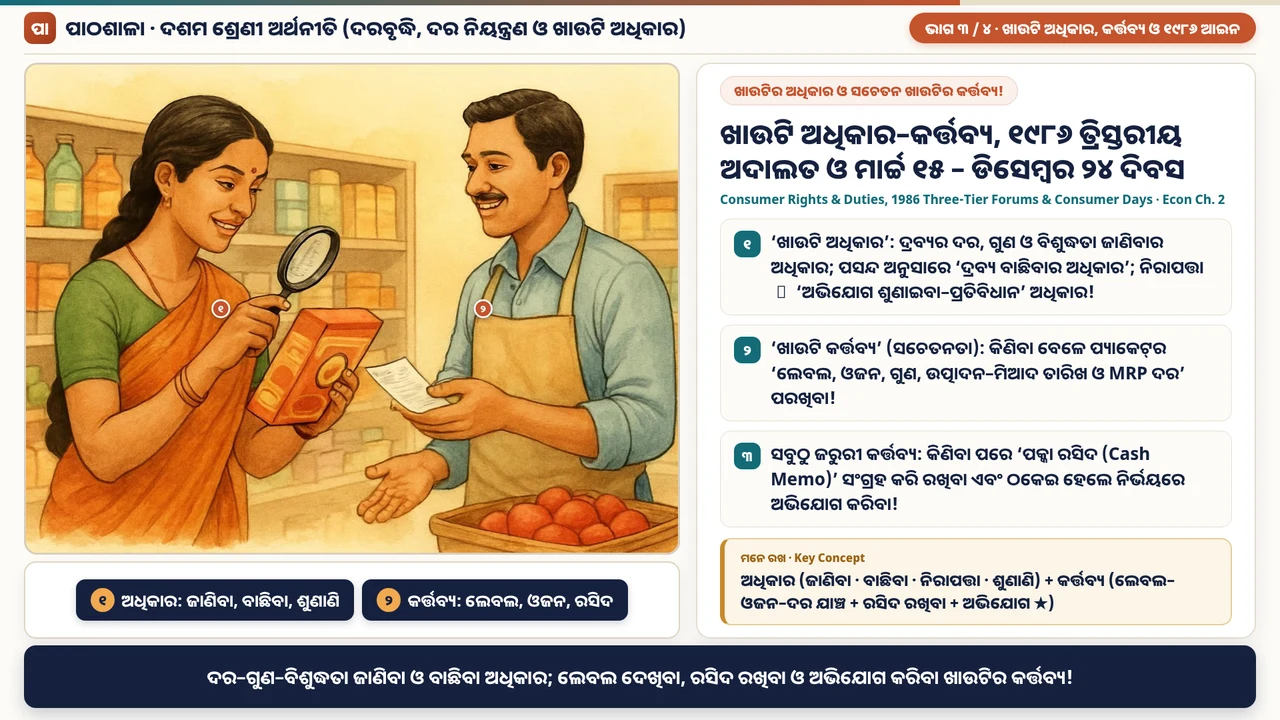 ପା ପାଠଶାଳା · ଦଶମ ଶ୍ରେଣୀ ଅର୍ଥନୀତି (ଦରବୃଦ୍ଧି, ଦର ନିୟନ୍ତ୍ରଣ ଓ ଖାଉଟି ଅଧିକାର)
ଭାଗ ୩ / ୪ · ଖାଉଟି ଅଧିକାର, କର୍ତ୍ତବ୍ୟ ଓ ୧୯୮୬ ଆଇନ
୧
୨
୧ ଅଧିକାର: ଜାଣିବା, ବାଛିବା, ଶୁଣାଣି
୨ କର୍ତ୍ତବ୍ୟ: ଲେବଲ, ଓଜନ, ରସିଦ
ଖାଉଟିର ଅଧିକାର ଓ ସଚେତନ ଖାଉଟିର କର୍ତ୍ତବ୍ୟ!
ଖାଉଟି ଅଧିକାର–କର୍ତ୍ତବ୍ୟ, ୧୯୮୬ ତ୍ରିସ୍ତରୀୟ
ଅଦାଲତ ଓ ମାର୍ଚ୍ଚ ୧୫ – ଡିସେମ୍ବର ୨୪ ଦିବସ
Consumer Rights & Duties, 1986 Three-Tier Forums & Consumer Days · Econ Ch. 2
୧ ‘ଖାଉଟି ଅଧିକାର’: ଦ୍ରବ୍ୟର ଦର, ଗୁଣ ଓ ବିଶୁଦ୍ଧତା ଜାଣିବାର
ଅଧିକାର; ପସନ୍ଦ ଅନୁସାରେ ‘ଦ୍ରବ୍ୟ ବାଛିବାର ଅଧିକାର’; ନିରାପତ୍ତା
‘ଅଭିଯୋଗ ଶୁଣାଇବା–ପ୍ରତିବିଧାନ’ ଅଧିକାର!
୨ ‘ଖାଉଟି କର୍ତ୍ତବ୍ୟ’ (ସଚେତନତା): କିଣିବା ବେଳେ ପ୍ୟାକେଟ୍‌ର
‘ଲେବଲ, ଓଜନ, ଗୁଣ, ଉତ୍ପାଦନ–ମିଆଦ ତାରିଖ ଓ MRP ଦର’
ପରଖିବା!
୩ ସବୁଠୁ ଜରୁରୀ କର୍ତ୍ତବ୍ୟ: କିଣିବା ପରେ ‘ପକ୍କା ରସିଦ (Cash
Memo)’ ସଂଗ୍ରହ କରି ରଖିବା ଏବଂ ଠକେଇ ହେଲେ ନିର୍ଭୟରେ
ଅଭିଯୋଗ କରିବା!
ମନେ ରଖ · Key Concept
ଅଧିକାର (ଜାଣିବା · ବାଛିବା · ନିରାପତ୍ତା · ଶୁଣାଣି) + କର୍ତ୍ତବ୍ୟ (ଲେବଲ–
ଓଜନ–ଦର ଯାଞ୍ଚ + ରସିଦ ରଖିବା + ଅଭିଯୋଗ ★)
ଦର–ଗୁଣ–ବିଶୁଦ୍ଧତା ଜାଣିବା ଓ ବାଛିବା ଅଧିକାର; ଲେବଲ ଦେଖିବା, ରସିଦ ରଖିବା ଓ ଅଭିଯୋଗ କରିବା ଖାଉଟିର କର୍ତ୍ତବ୍ୟ!